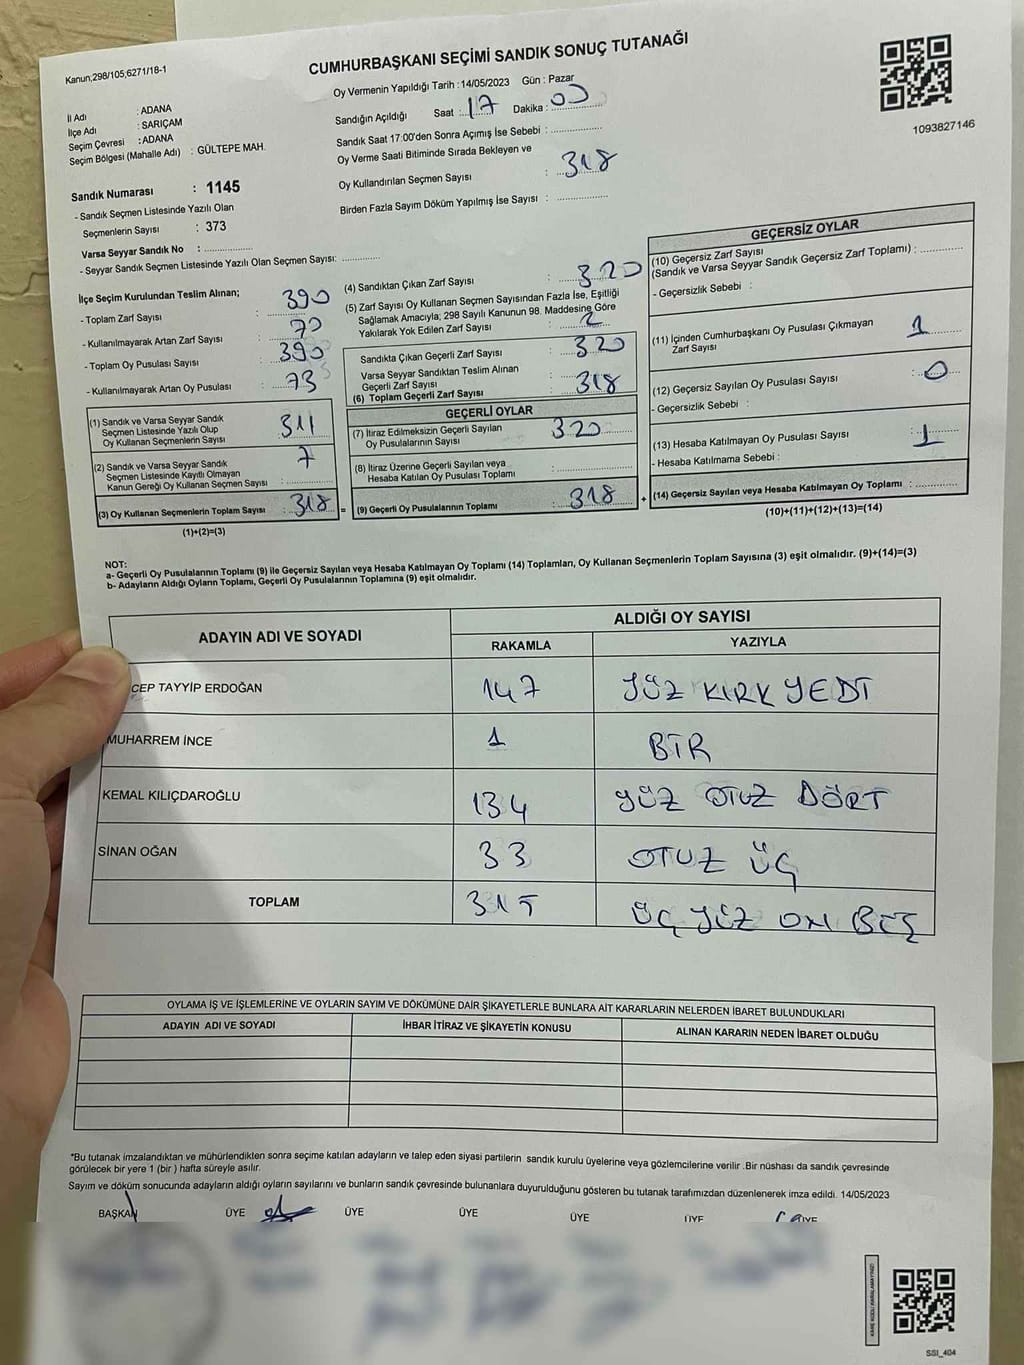 Kanun,298/105;6271/18-1
CUMHURBAŞKANI SEÇİMİ SANDIK SONUÇ TUTANAĞI
1093827146
İl Adı : ADANA
İlçe Adı : SARIÇAM
Seçim Çevresi : ADANA
Seçim Bölgesi (Mahalle Adı) : GÜLTEPE MAH.
Sandık Numarası : 1145
- Sandık Seçmen Listesinde Yazılı Olan
Seçmenlerin Sayısı : 373
Varsa Seyyar Sandık No : ..............
- Seyyar Sandık Seçmen Listesinde Yazılı Olan Seçmen Sayısı: ............
Oy Vermenin Yapıldığı Tarih : 14/05/2023 Gün : Pazar
Sandığın Açıldığı Saat : 17 Dakika : 00
Sandık Saat 17:00'den Sonra Açımış İse Sebebi : ..............
Oy Verme Saati Bitiminde Sırada Bekleyen ve
Oy Kullandırılan Seçmen Sayısı : 318
Birden Fazla Sayım Döküm Yapılmış İse Sayısı : ..............
İlçe Seçim Kurulundan Teslim Alınan;
- Toplam Zarf Sayısı : 390
- Kullanılmayarak Artan Zarf Sayısı : 70
- Toplam Oy Pusulası Sayısı : 390
- Kullanılmayarak Artan Oy Pusulası : 73
(1) Sandık ve Varsa Seyyar Sandık
Seçmen Listesinde Yazılı Olup
Oy Kullanan Seçmenlerin Sayısı : 311
(2) Sandık ve Varsa Seyyar Sandık
Seçmen Listesinde Kayıtlı Olmayan
Kanun Gereği Oy Kullanan Seçmen Sayısı : 7
(3) Oy Kullanan Seçmenlerin Toplam Sayısı : 318 =
(1)+(2)=(3)
(4) Sandıktan Çıkan Zarf Sayısı : 320
(5) Zarf Sayısı Oy Kullanan Seçmen Sayısından Fazla İse, Eşitliği
Sağlamak Amacıyla; 298 Sayılı Kanunun 98. Maddesine Göre
Yakılarak Yok Edilen Zarf Sayısı : 2
Sandıkta Çıkan Geçerli Zarf Sayısı : 320
Varsa Seyyar Sandıktan Teslim Alınan
Geçerli Zarf Sayısı
(6) Toplam Geçerli Zarf Sayısı : 318
GEÇERLİ OYLAR
(7) İtiraz Edilmeksizin Geçerli Sayılan
Oy Pusulalarının Sayısı : 320
(8) İtiraz Üzerine Geçerli Sayılan veya
Hesaba Katılan Oy Pusulası Toplamı : ..............
(9) Geçerli Oy Pusulalarının Toplamı : 318 +
GEÇERSİZ OYLAR
(10) Geçersiz Zarf Sayısı
(Sandık ve Varsa Seyyar Sandık Geçersiz Zarf Toplamı) : ............
- Geçersizlik Sebebi :
(11) İçinden Cumhurbaşkanı Oy Pusulası Çıkmayan
Zarf Sayısı : 1
(12) Geçersiz Sayılan Oy Pusulası Sayısı : 0
- Geçersizlik Sebebi :
(13) Hesaba Katılmayan Oy Pusulası Sayısı : 1
- Hesaba Katılmama Sebebi :
(14) Geçersiz Sayılan veya Hesaba Katılmayan Oy Toplamı : ............
(10)+(11)+(12)+(13)=(14)
NOT:
a- Geçerli Oy Pusulalarının Toplamı (9) ile Geçersiz Sayılan veya Hesaba Katılmayan Oy Toplamı (14) Toplamları, Oy Kullanan Seçmenlerin Toplam Sayısına (3) eşit olmalıdır. (9)+(14)=(3)
b- Adayların Aldığı Oyların Toplamı, Geçerli Oy Pusulalarının Toplamına (9) eşit olmalıdır.
ADAYIN ADI VE SOYADI ALDIĞI OY SAYISI
RAKAMLA YAZIYLA
CEP TAYYİP ERDOĞAN 147 YÜZ KIRK YEDİ
MUHARREM İNCE 1 BİR
KEMAL KILIÇDAROĞLU 134 YÜZ OTUZ DÖRT
SİNAN OĞAN 33 OTUZ ÜÇ
TOPLAM 315 ÜÇ YÜZ ON BEŞ
OYLAMA İŞ VE İŞLEMLERİNE VE OYLARIN SAYIM VE DÖKÜMÜNE DAİR ŞİKAYETLERLE BUNLARA AİT KARARLARIN NELERDEN İBARET BULUNDUKLARI
ADAYIN ADI VE SOYADI İHBAR İTİRAZ VE ŞİKAYETİN KONUSU ALINAN KARARIN NEDEN İBARET OLDUĞU
*Bu tutanak imzalandıktan ve mühürlendikten sonra seçime katılan adayların ve talep eden siyasi partilerin sandık kurulu üyelerine veya gözlemcilerine verilir .Bir nüshası da sandık çevresinde
görülecek bir yere 1 (bir ) hafta süreyle asılır.
Sayım ve döküm sonucunda adayların aldığı oyların sayılarını ve bunların sandık çevresinde bulunanlara duyurulduğunu gösteren bu tutanak tarafımızdan düzenlenerek imza edildi. 14/05/2023
BAŞKAN ÜYE ÜYE ÜYE ÜYE ÜYE ÜYE
KARE KODU KARALAMAYINIZ!
SSI_404